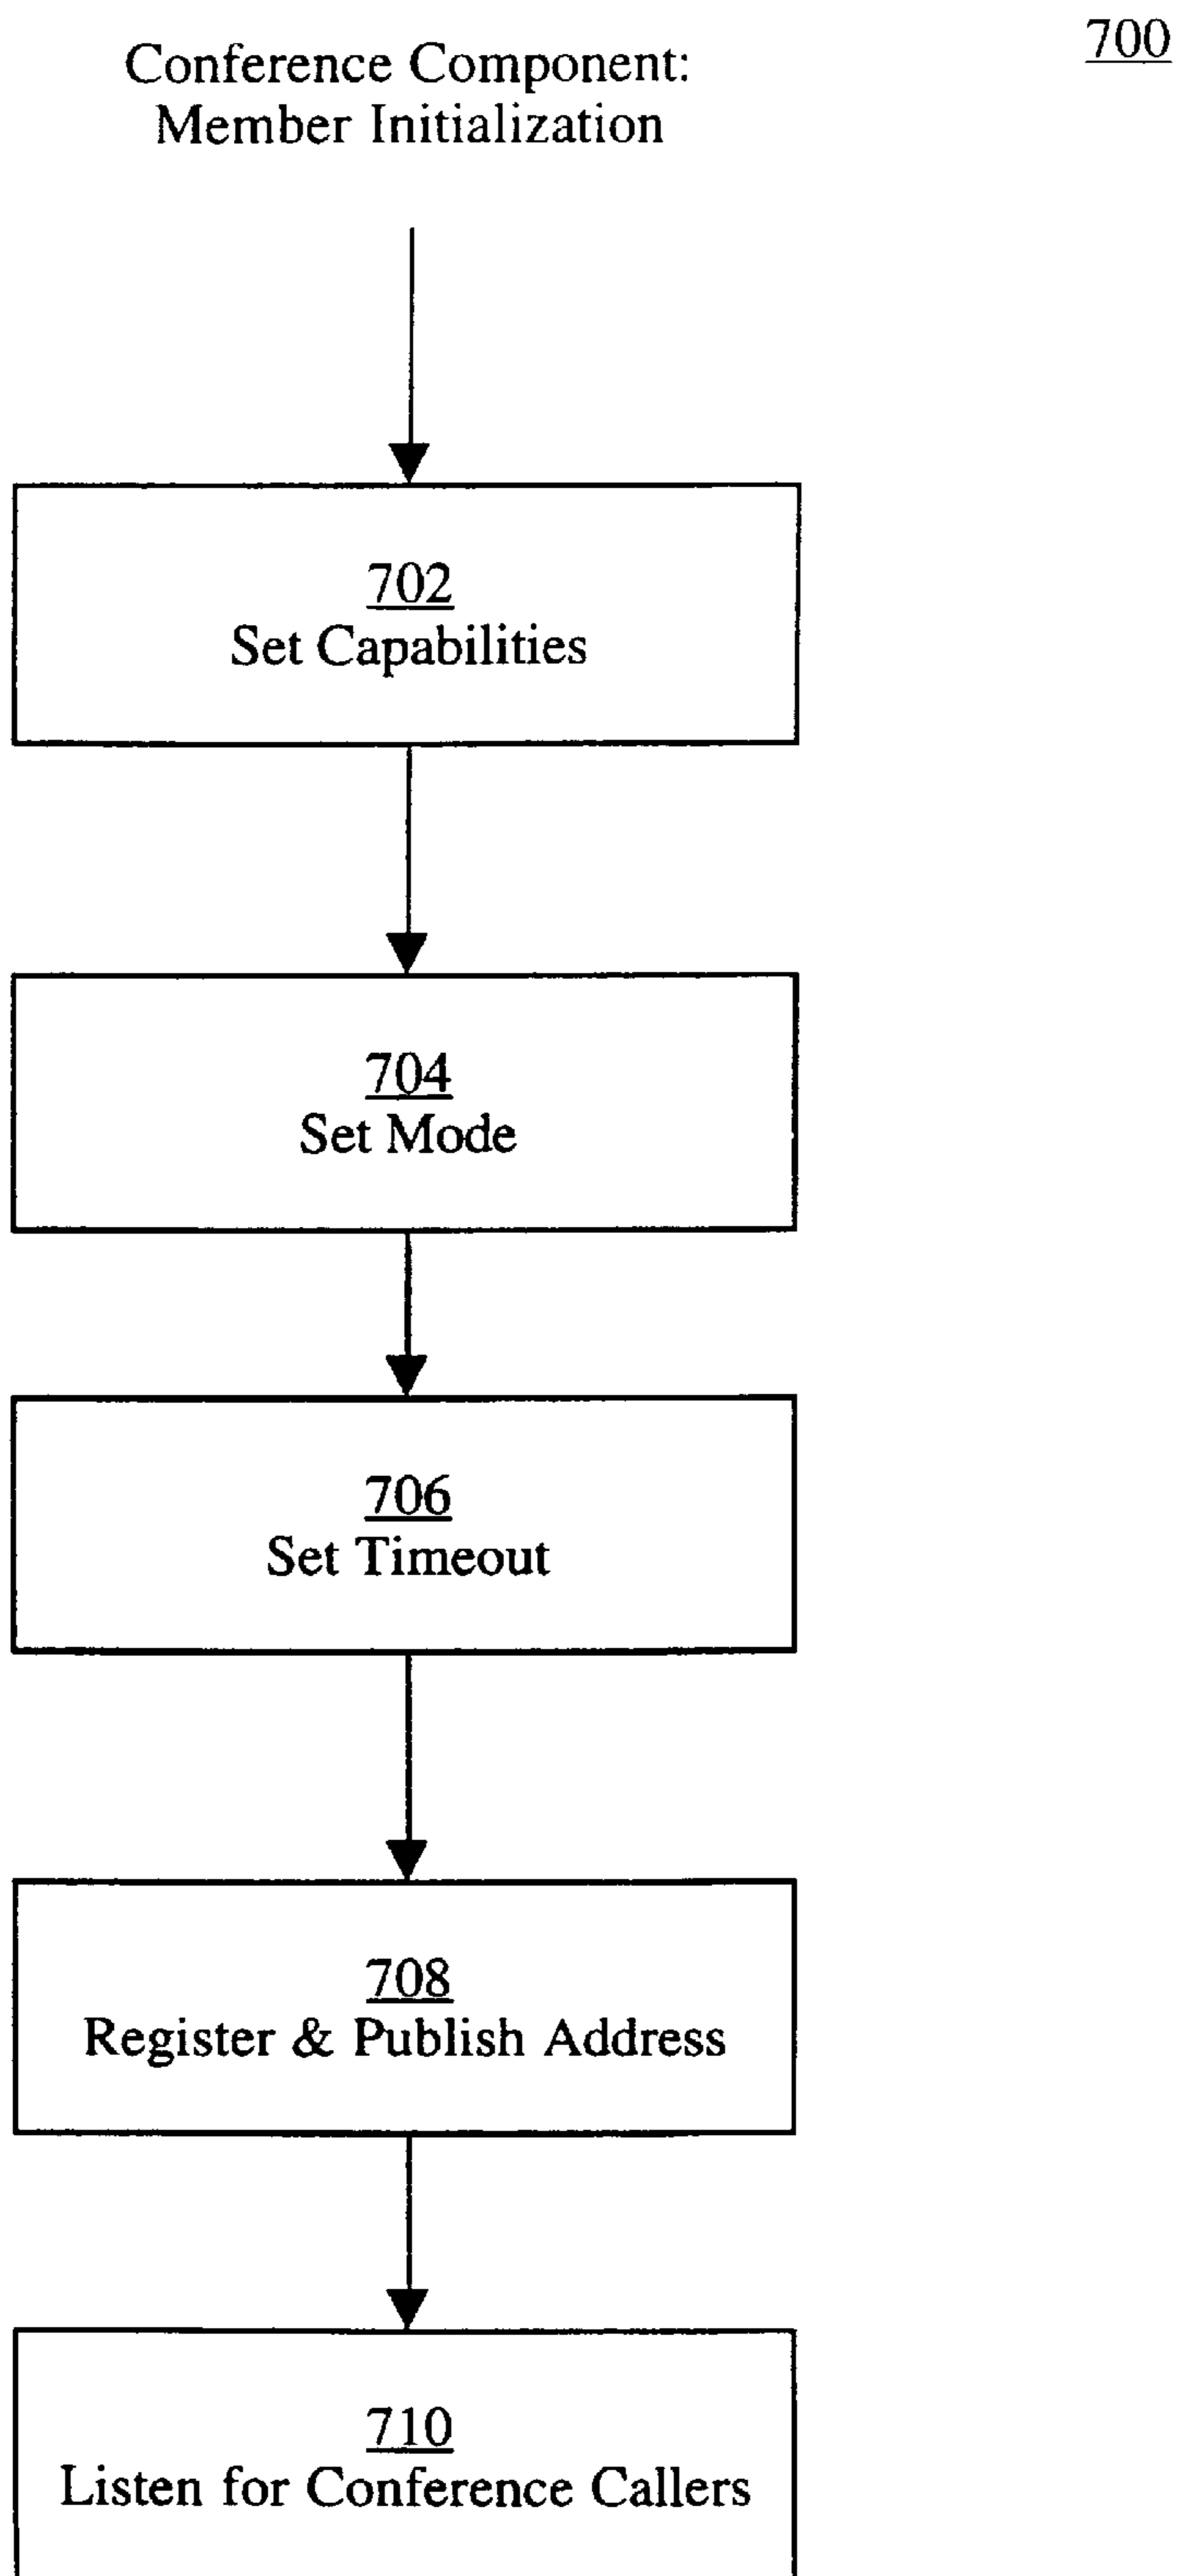 700
Conference Component:
Member Initialization
702
Set Capabilities
704
Set Mode
706
Set Timeout
708
Register & Publish Address
710
Listen for Conference Callers